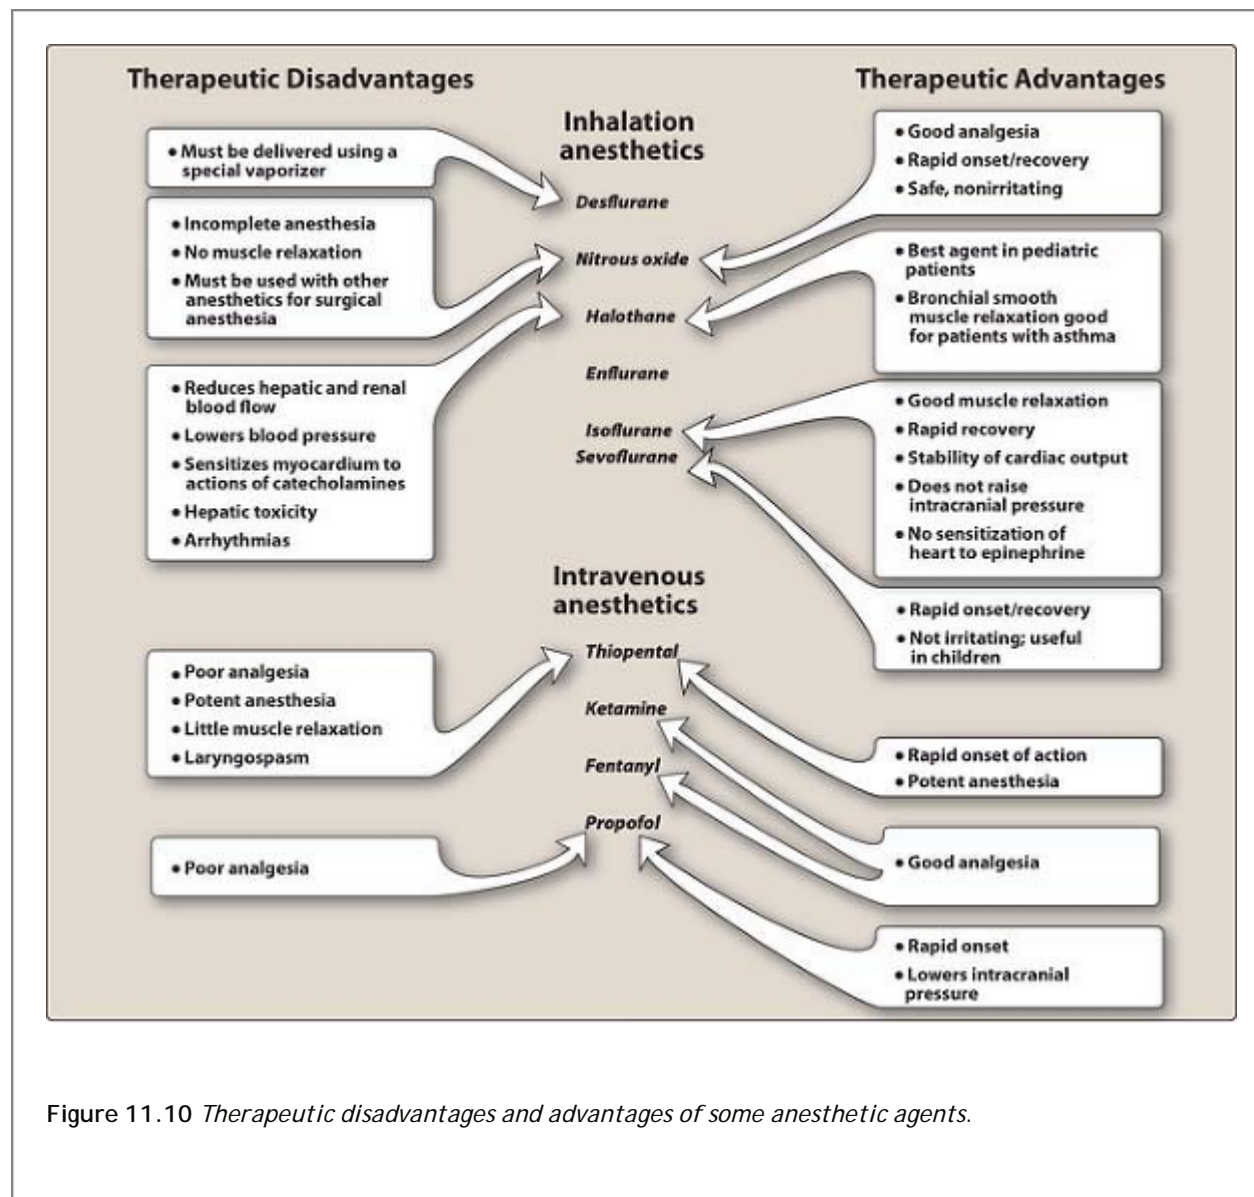 Therapeutic Disadvantages
Therapeutic Advantages
Inhalation
anesthetics
• Must be delivered using a
special vaporizer
• Incomplete anesthesia
• No muscle relaxation
• Must be used with other
anesthetics for surgical
anesthesia
• Reduces hepatic and renal
blood flow
• Lowers blood pressure
• Sensitizes myocardium to
actions of catecholamines
• Hepatic toxicity
• Arrhythmias
Desflurane
Nitrous oxide
Halothane
Enflurane
Isoflurane
Sevoflurane
• Good analgesia
• Rapid onset/recovery
• Safe, nonirritating
• Best agent in pediatric
patients
• Bronchial smooth
muscle relaxation good
for patients with asthma
• Good muscle relaxation
• Rapid recovery
• Stability of cardiac output
• Does not raise
intracranial pressure
• No sensitization of
heart to epinephrine
• Rapid onset/recovery
• Not irritating; useful
in children
Intravenous
anesthetics
• Poor analgesia
• Potent anesthesia
• Little muscle relaxation
• Laryngospasm
• Poor analgesia
Thiopental
Ketamine
Fentanyl
Propofol
• Rapid onset of action
• Potent anesthesia
• Good analgesia
• Rapid onset
• Lowers intracranial
pressure
Figure 11.10 Therapeutic disadvantages and advantages of some anesthetic agents.